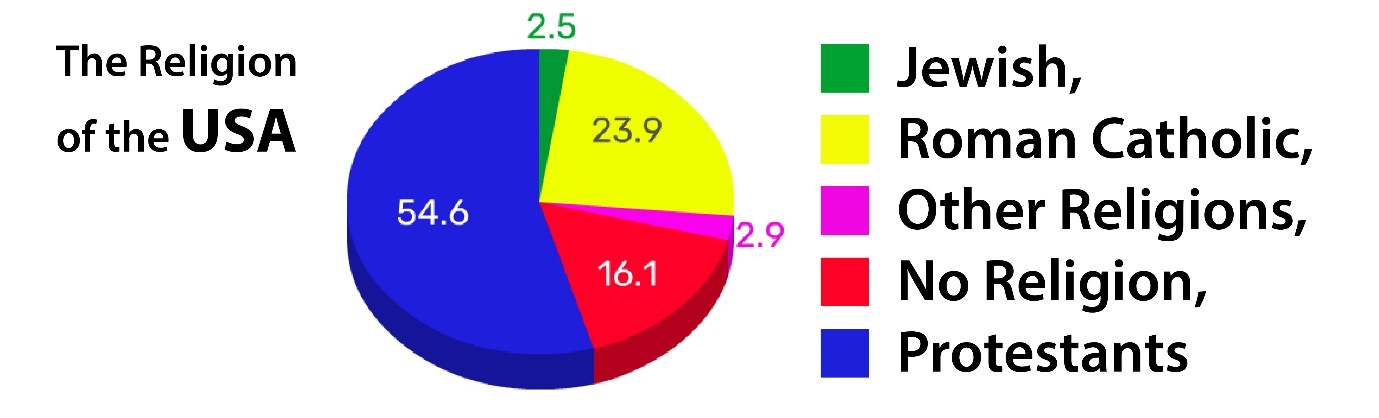 The Religion
of the USA
2.5
23.9
54.6
2.9
16.1
Jewish,
Roman Catholic,
Other Religions,
No Religion,
Protestants